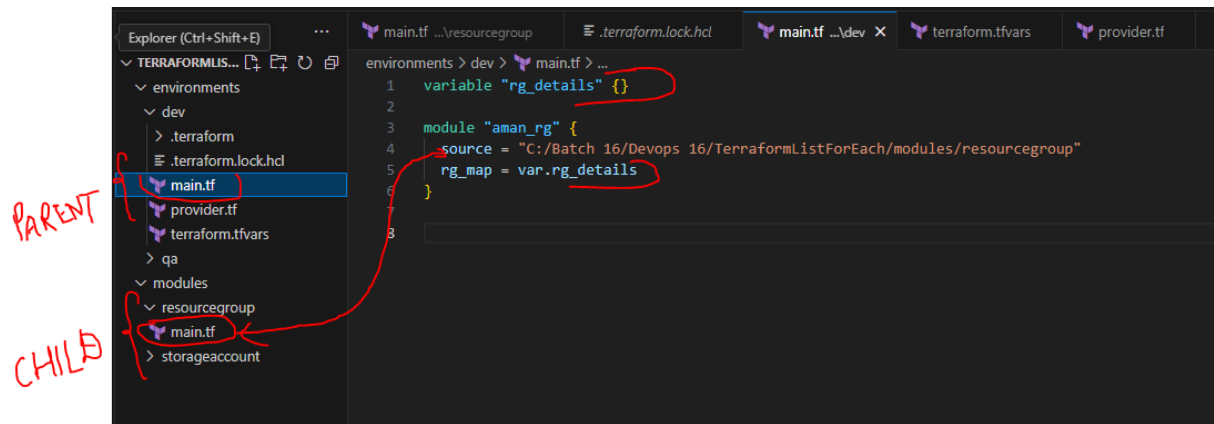 Explorer (Ctrl+Shift+E)
...
main.tf ...\resourcegroup
.terraform.lock.hcl
main.tf ...\dev
terraform.tfvars
provider.tf
TERRAFORMLIS...
environments
dev
.terraform
.terraform.lock.hcl
main.tf
provider.tf
terraform.tfvars
qa
modules
resourcegroup
main.tf
storageaccount
PARENT
CHILD
environments > dev > main.tf > ...
1 variable "rg_details" {}
2
3 module "aman_rg" {
4 source = "C:/Batch 16/Devops 16/TerraformListForEach/modules/resourcegroup"
5 rg_map = var.rg_details
6 }
7
8